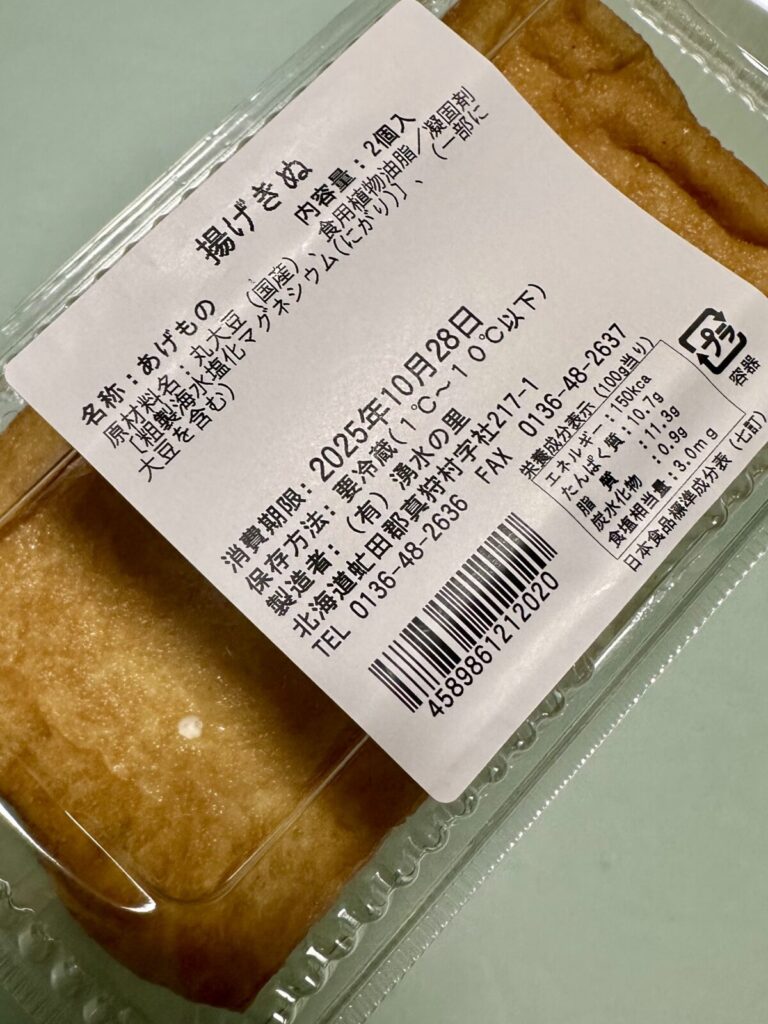 揚げきぬ
名称：あげもの　内容量：2個入
原材料名：丸大豆（国産）、食用植物油脂／凝固剤
［粗製海水塩化マグネシウム（にがり）］、（一部に
大豆を含む）
消費期限：2025年10月28日
保存方法：要冷蔵（1℃～10℃以下）
製造者：（有）湧水の里
北海道虻田郡真狩村字社217-1
TEL 0136-48-2636　FAX 0136-48-2637
4589861212020
プラ
容器
栄養成分表示（100g当り）
エネルギー：150kca
たんぱく質：10.7g
脂質：11.3g
炭水化物：0.9g
食塩相当量：3.0mg
日本食品標準成分表（七訂）